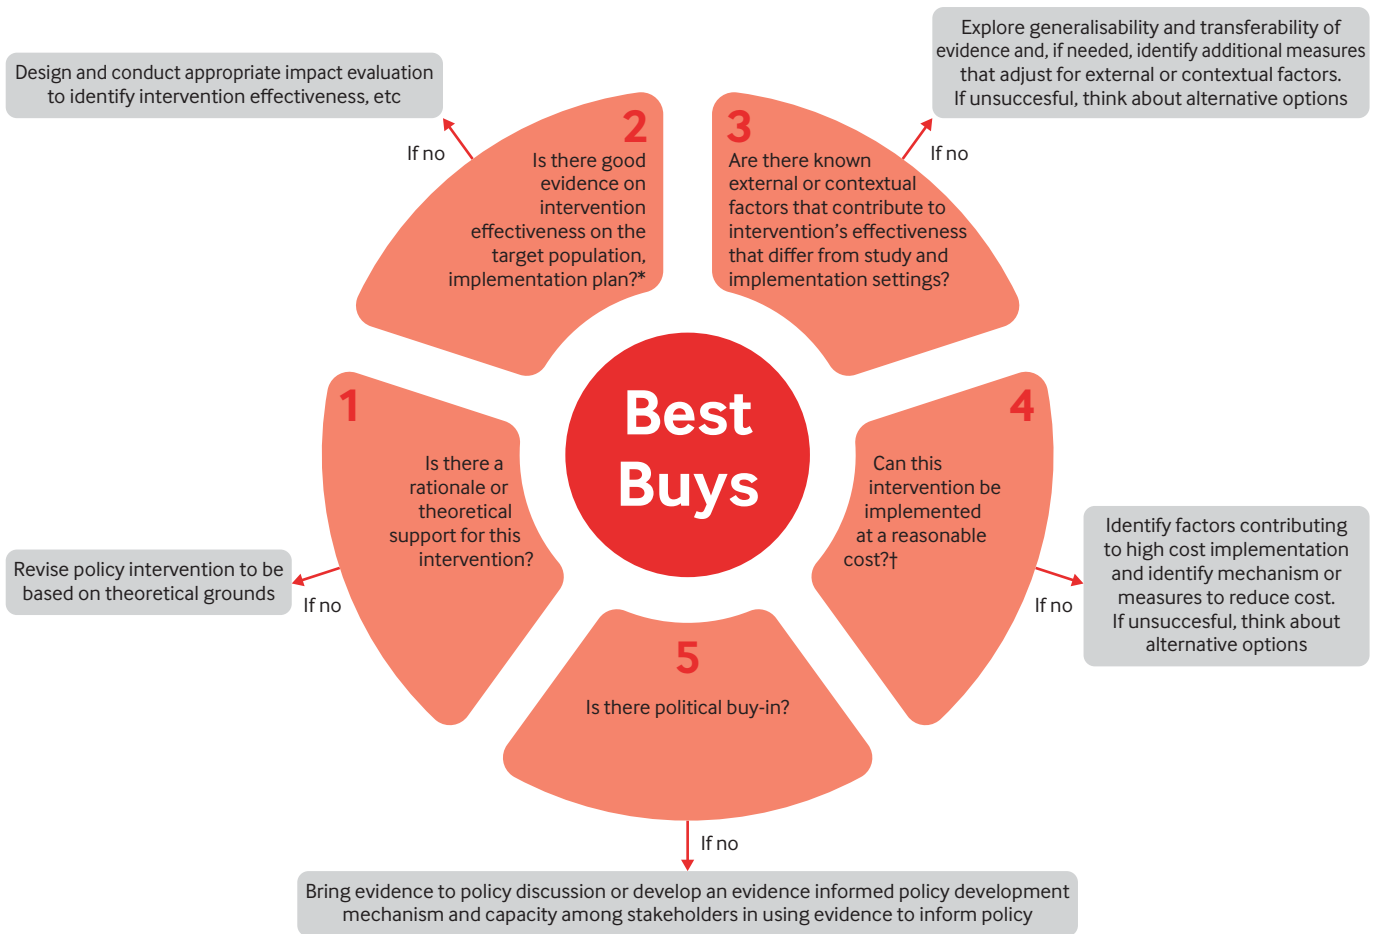 Best
Buys
1
Is there a
rationale or
theoretical
support for this
intervention?
If no
Revise policy intervention to be
based on theoretical grounds
2
Is there good
evidence on
intervention
effectiveness on the
target population,
implementation plan?*
If no
Design and conduct appropriate impact evaluation
to identify intervention effectiveness, etc
3
Are there known
external or contextual
factors that contribute to
intervention's effectiveness
that differ from study and
implementation settings?
If no
Explore generalisability and transferability of
evidence and, if needed, identify additional measures
that adjust for external or contextual factors.
If unsuccesful, think about alternative options
4
Can this
intervention be
implemented
at a reasonable
cost?†
If no
Identify factors contributing
to high cost implementation
and identify mechanism or
measures to reduce cost.
If unsuccesful, think about
alternative options
5
Is there political buy-in?
If no
Bring evidence to policy discussion or develop an evidence informed policy development
mechanism and capacity among stakeholders in using evidence to inform policy